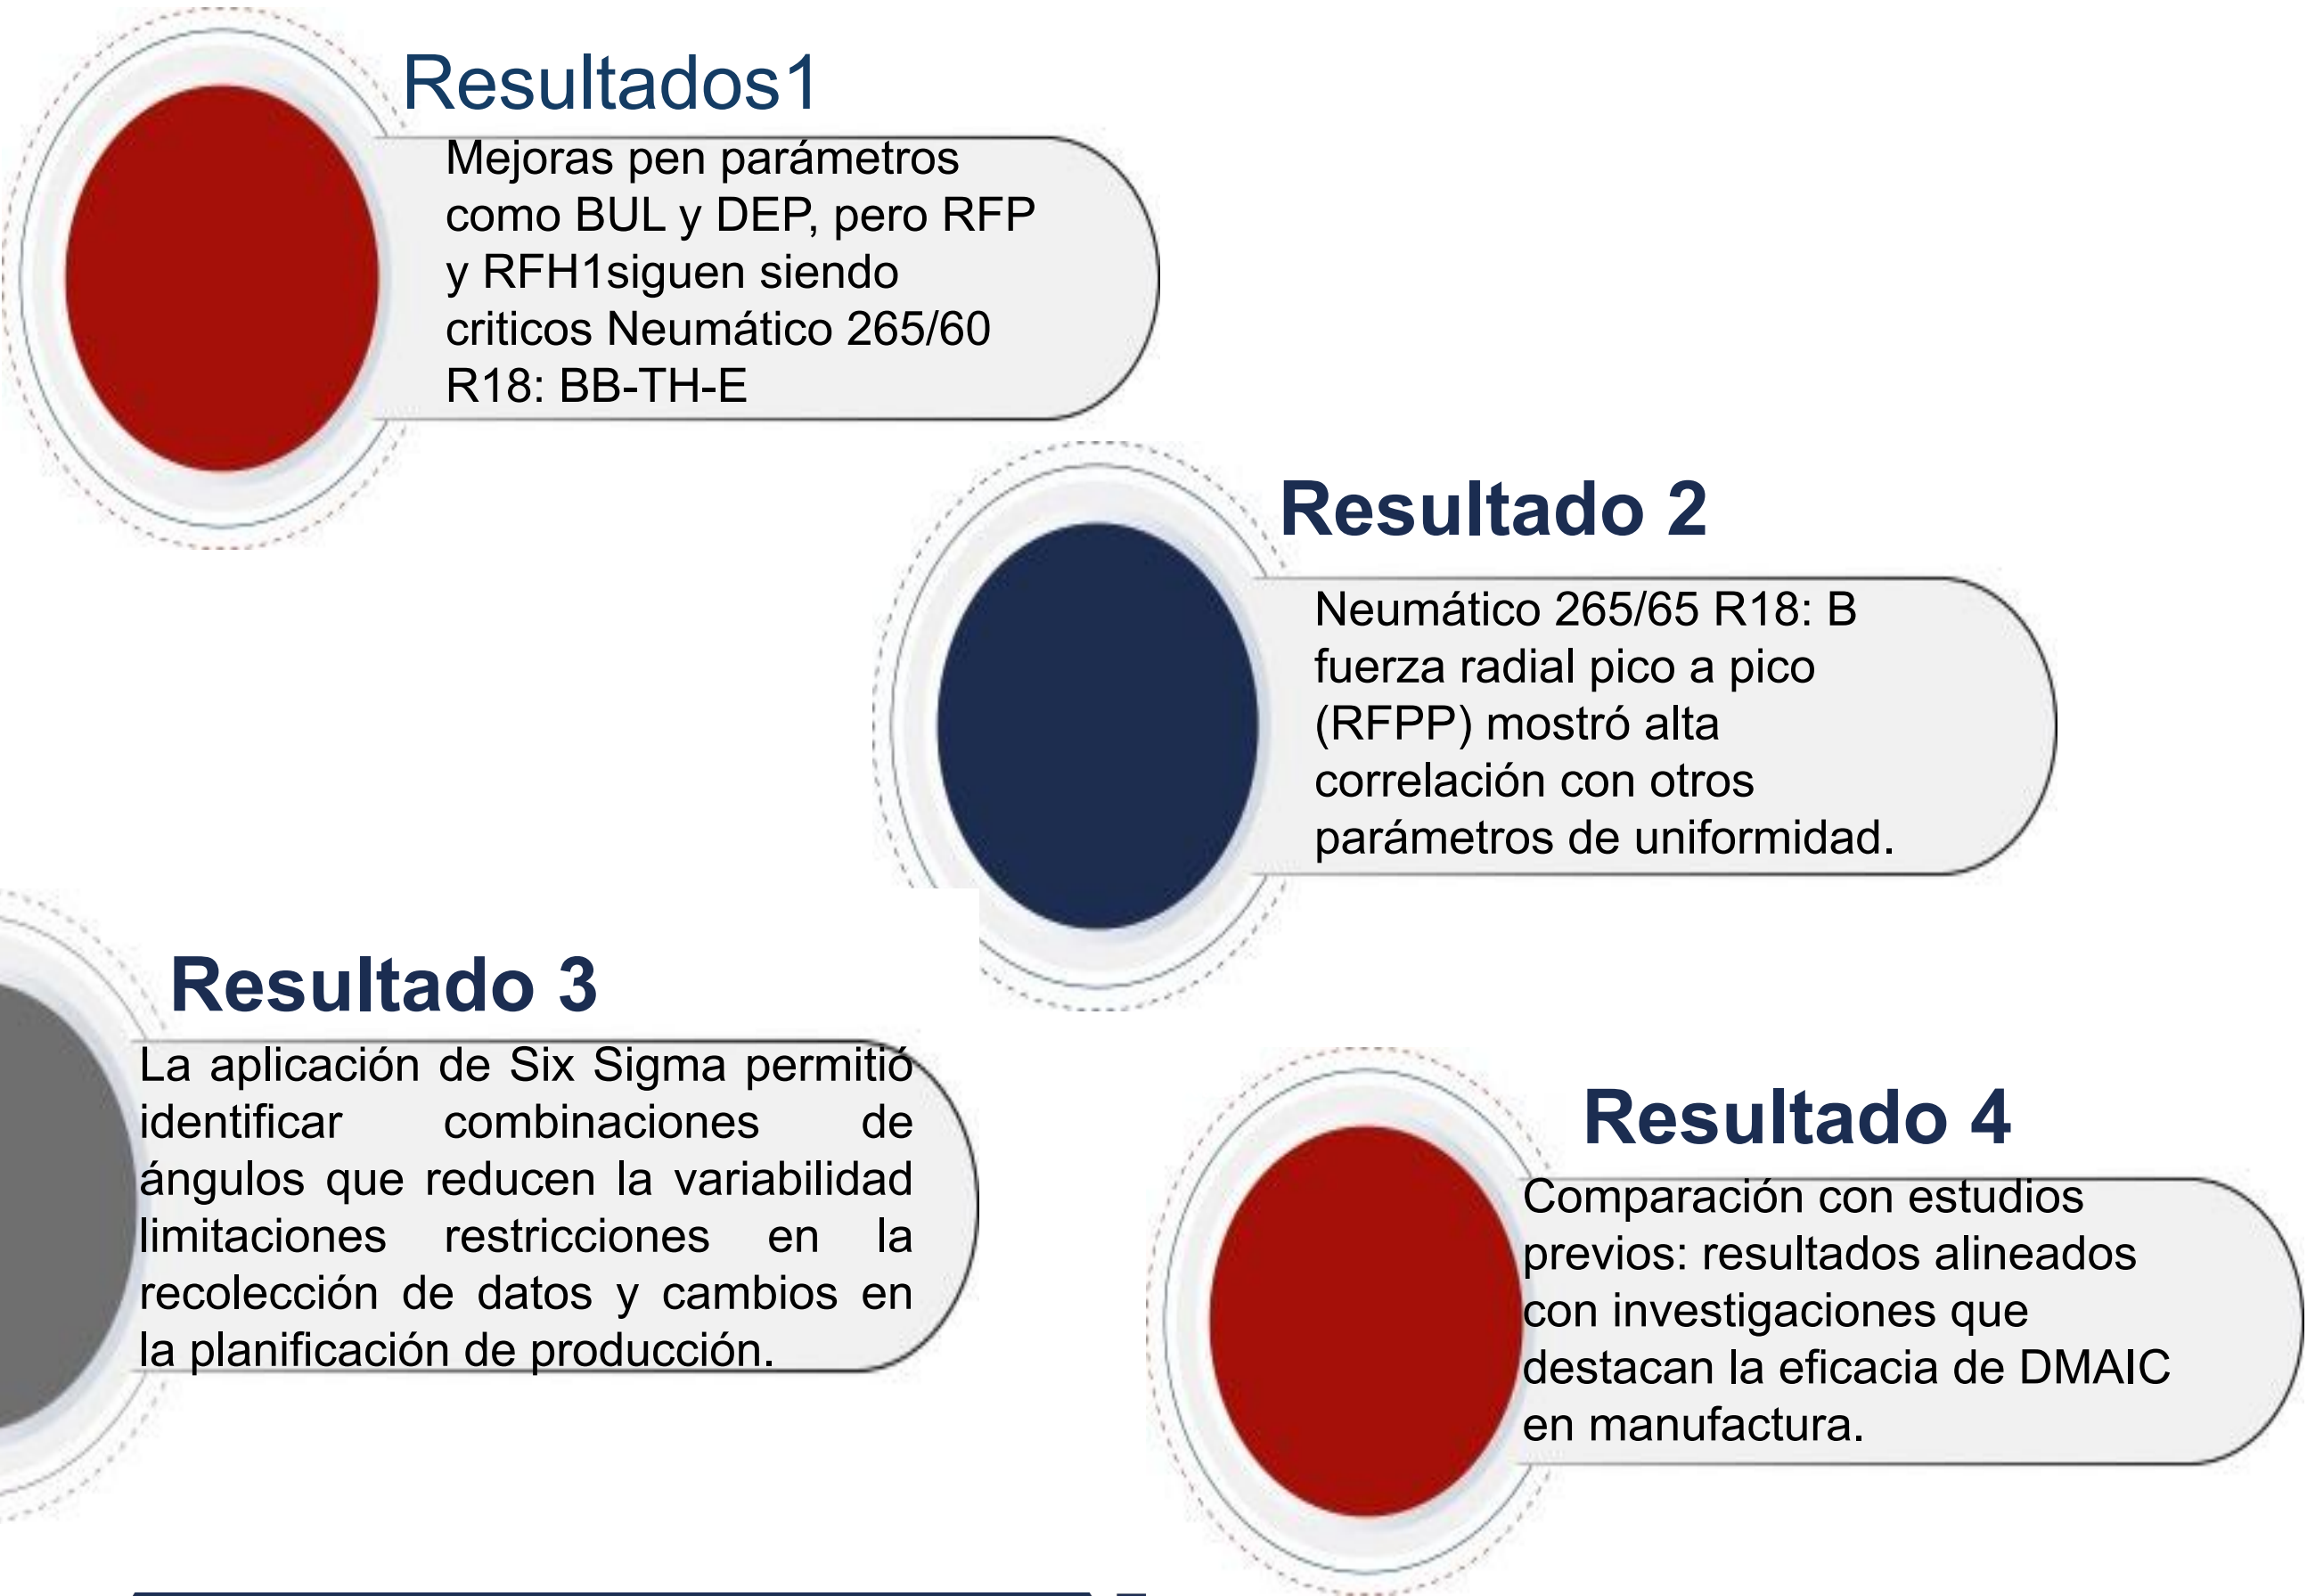 Resultados1
Mejoras pen parámetros
como BUL y DEP, pero RFP
y RFH1siguen siendo
criticos Neumático 265/60
R18: BB-TH-E
Resultado 2
Neumático 265/65 R18: B
fuerza radial pico a pico
(RFPP) mostró alta
correlación con otros
parámetros de uniformidad.
Resultado 3
La aplicación de Six Sigma permitió
identificar combinaciones de
ángulos que reducen la variabilidad
limitaciones restricciones en la
recolección de datos y cambios en
la planificación de producción.
Resultado 4
Comparación con estudios
previos: resultados alineados
con investigaciones que
destacan la eficacia de DMAIC
en manufactura.